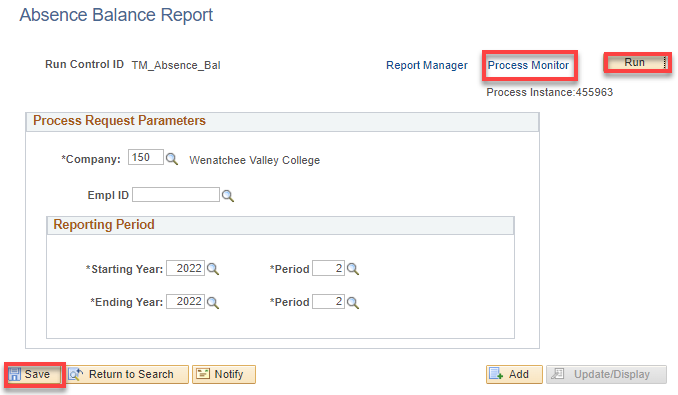 Absence Balance Report
Run Control ID TM_Absence_Bal Report Manager Process Monitor Run
Process Instance:455963
Process Request Parameters
*Company: 150 Wenatchee Valley College
Empl ID
Reporting Period
*Starting Year: 2022 *Period 2
*Ending Year: 2022 *Period 2
Save Return to Search Notify Add Update/Display